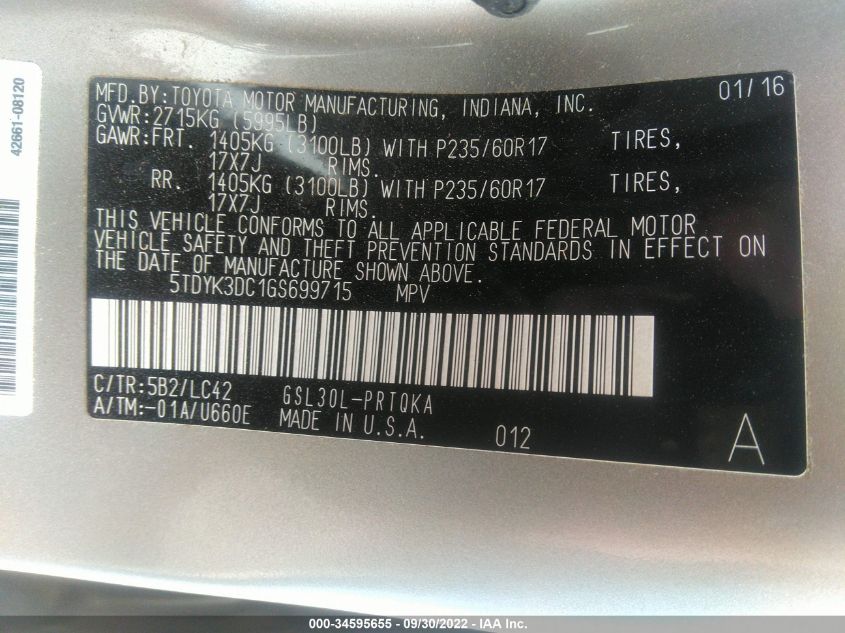 42661-08120
MFD.BY:TOYOTA MOTOR MANUFACTURING, INDIANA, INC. 01/16
GVWR:2715KG (5995LB)
GAWR:FRT. 1405KG (3100LB) WITH P235/60R17 TIRES,
17X7J RIMS.
RR. 1405KG (3100LB) WITH P235/60R17 TIRES,
17X7J RIMS.
THIS VEHICLE CONFORMS TO ALL APPLICABLE FEDERAL MOTOR
VEHICLE SAFETY AND THEFT PREVENTION STANDARDS IN EFFECT ON
THE DATE OF MANUFACTURE SHOWN ABOVE.
5TDYK3DC1GS699715 MPV
C/TR:5B2/LC42 GSL30L-PRTQKA
A/TM:-01A/U660E MADE IN U.S.A. 012 A
000-34595655 - 09/30/2022 - IAA Inc.